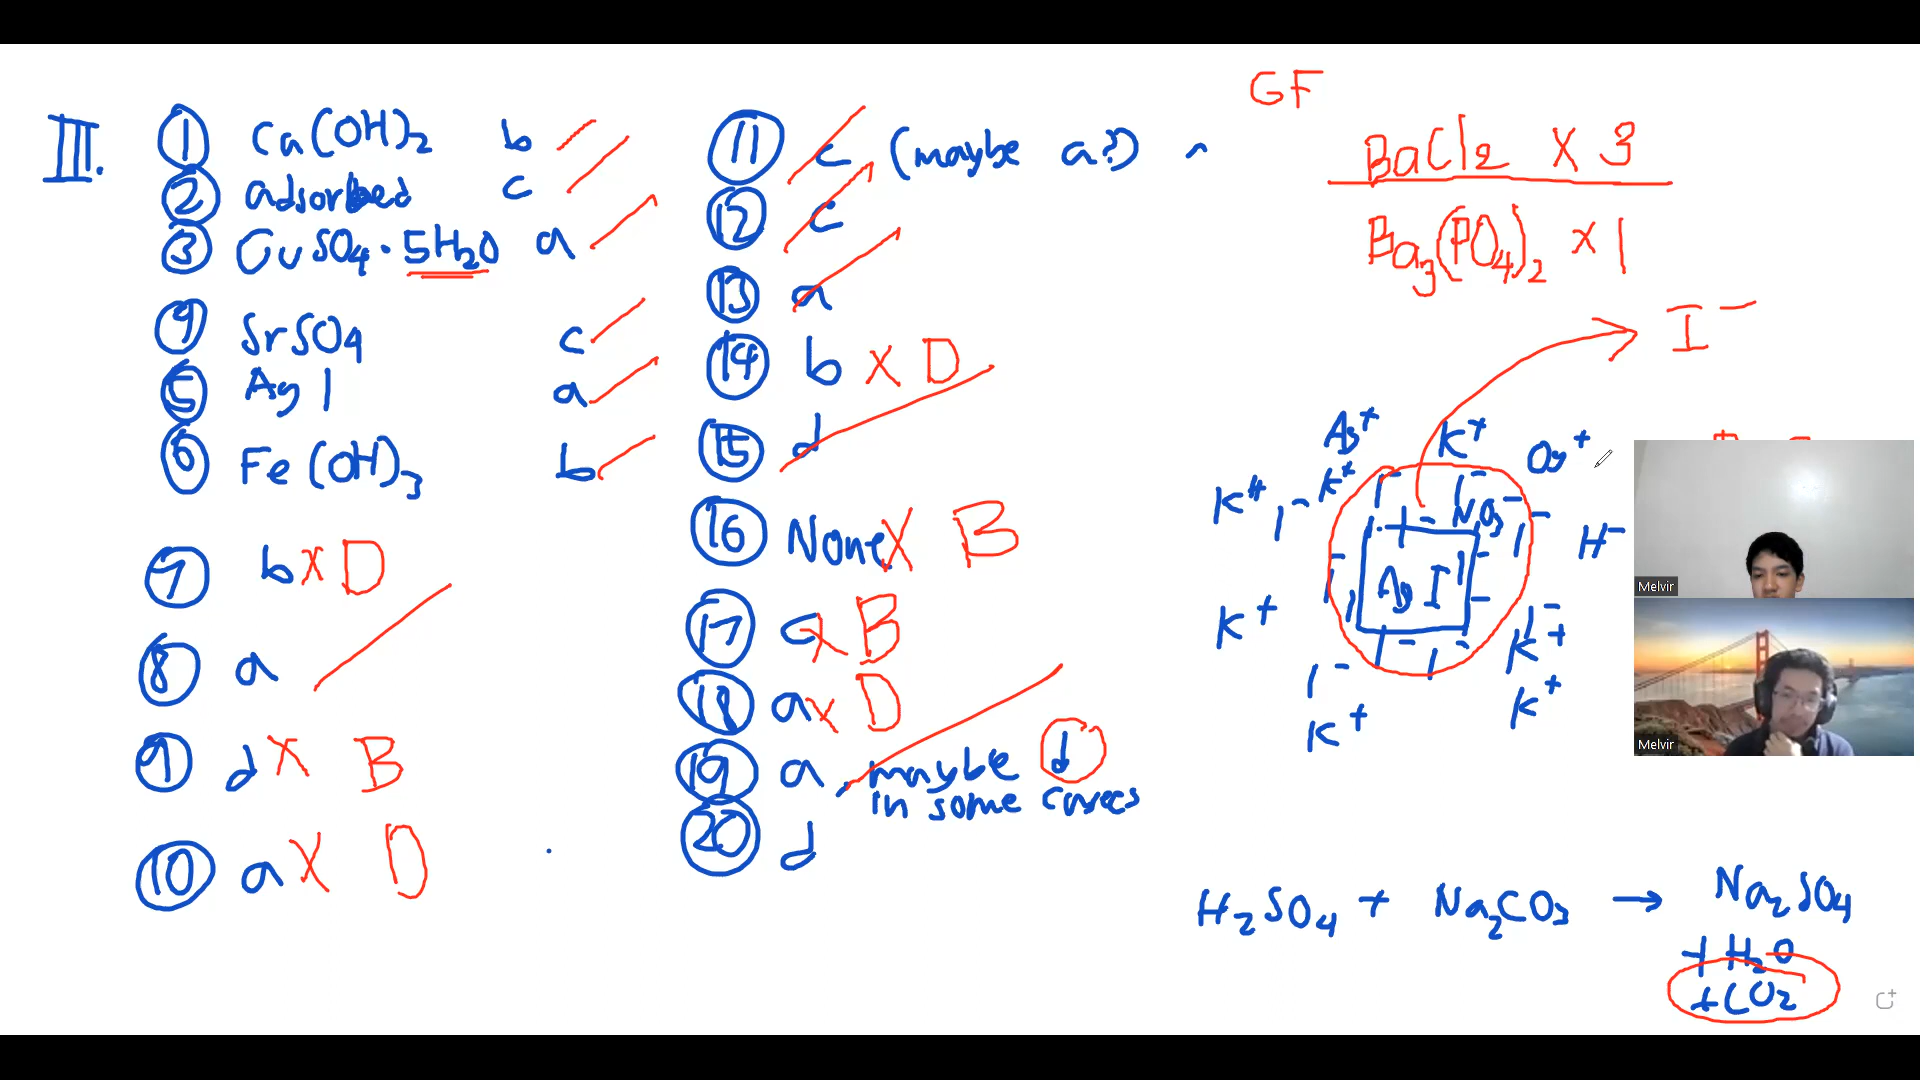 III.
① Ca(OH)2 b
② adsorbed c
③ CuSO4 · 5H2O a
④ SrSO4 c
⑤ AgI a
⑥ Fe(OH)3 b
⑦ b X D
⑧ a
⑨ d X B
⑩ a X D
⑪ c (maybe a?)
⑫ c
⑬ a
⑭ b X D
⑮ d
⑯ None X B
⑰ c X B
⑱ a X D
⑲ a, maybe d
in some cases
⑳ d
GF
BaCl2 X 3
Ba3(PO4)2 X 1
I-
Ag+ K+
K+ I- K+ I- I-
I- I- NO3 I- H-
AgI
K+ I- I- I- K+
I- I- K+
K+
H2SO4 + Na2CO3 → Na2SO4
+ H2O
+ CO2
Melvir
Melvir